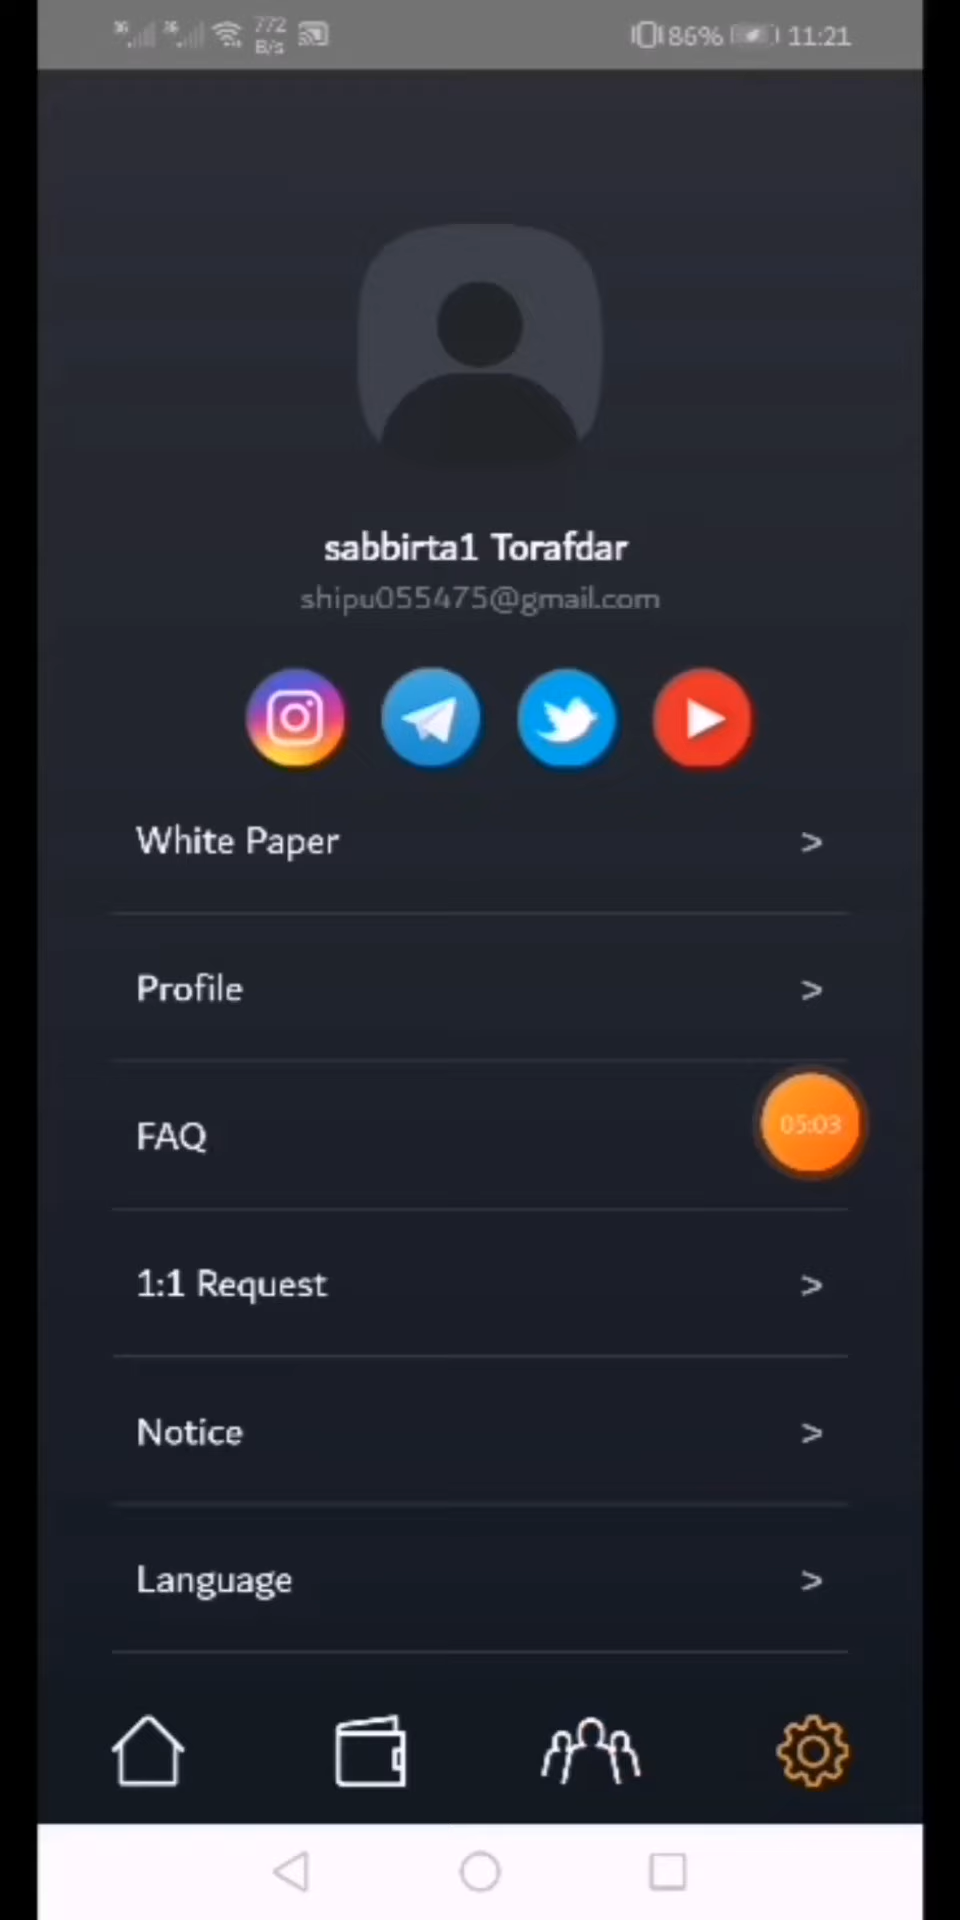 772
B/s
86%
11:21
sabbirta1 Torafdar
shipu055475@gmail.com
White Paper >
Profile >
FAQ
05:03
1:1 Request >
Notice >
Language >